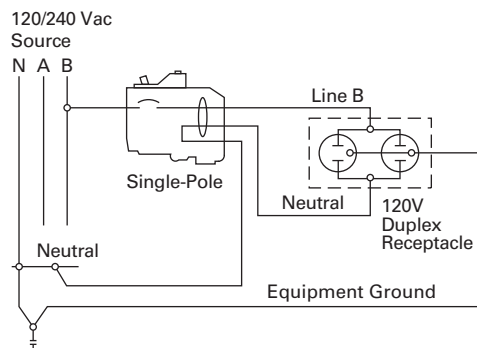 120/240 Vac
Source
N A B
Line B
Single-Pole
Neutral
120V
Duplex
Receptacle
Neutral
Equipment Ground